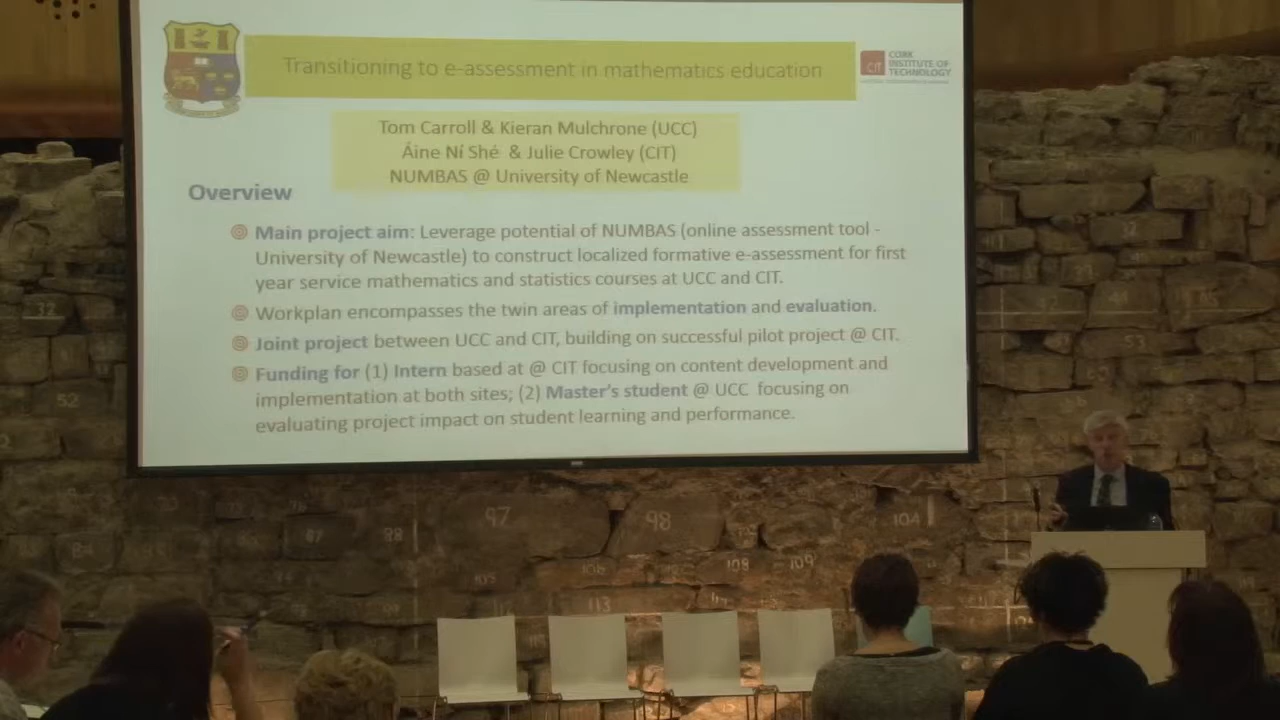 Transitioning to e-assessment in mathematics education
CIT
CORK
INSTITUTE OF
TECHNOLOGY
Tom Carroll & Kieran Mulchrone (UCC)
Áine Ní Shé & Julie Crowley (CIT)
NUMBAS @ University of Newcastle
Overview
Main project aim: Leverage potential of NUMBAS (online assessment tool -
University of Newcastle) to construct localized formative e-assessment for first
year service mathematics and statistics courses at UCC and CIT.
Workplan encompasses the twin areas of implementation and evaluation.
Joint project between UCC and CIT, building on successful pilot project @ CIT.
Funding for (1) Intern based at @ CIT focusing on content development and
implementation at both sites; (2) Master's student @ UCC focusing on
evaluating project impact on student learning and performance.
32
52
53
97
98
104
87
88
108
109
113